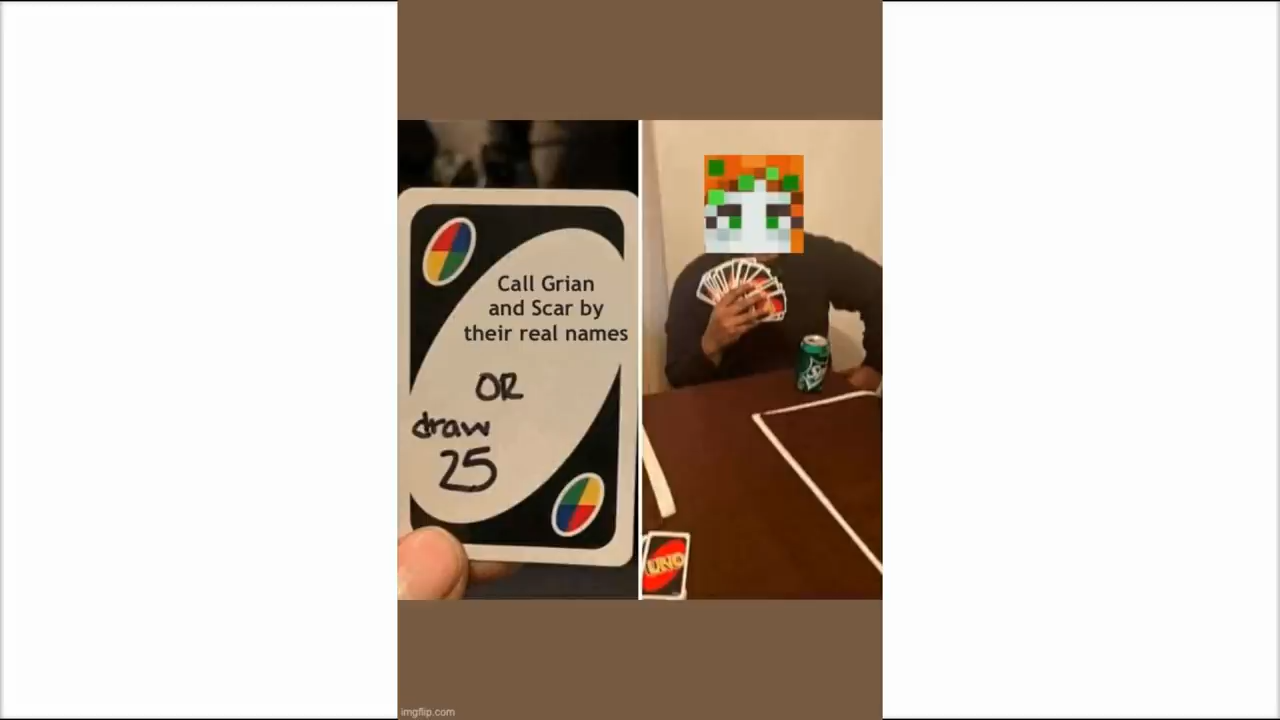 Call Grian
and Scar by
their real names
OR
draw
25
UNO
imgflip.com